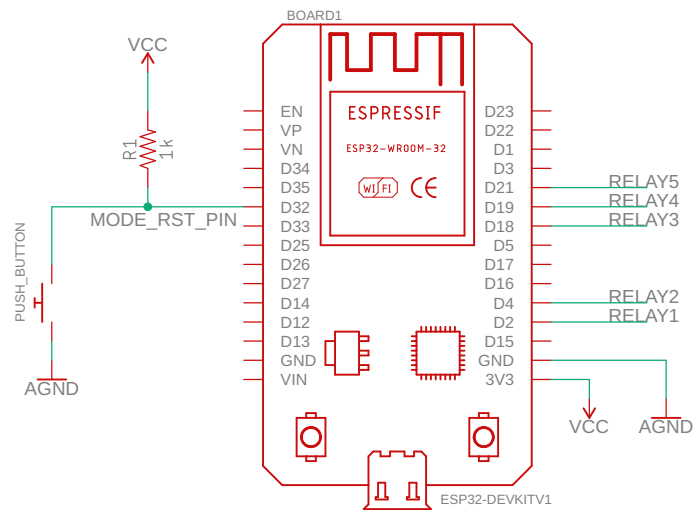 BOARD1
VCC
R1
1k
MODE_RST_PIN
PUSH_BUTTON
AGND
EN
VP
VN
D34
D35
D32
D33
D25
D26
D27
D14
D12
D13
GND
VIN
ESPRESSIF
ESP32-WROOM-32
WI FI
CE
D23
D22
D1
D3
D21
D19
D18
D5
D17
D16
D4
D2
D15
GND
3V3
RELAY5
RELAY4
RELAY3
RELAY2
RELAY1
VCC
AGND
ESP32-DEVKITV1